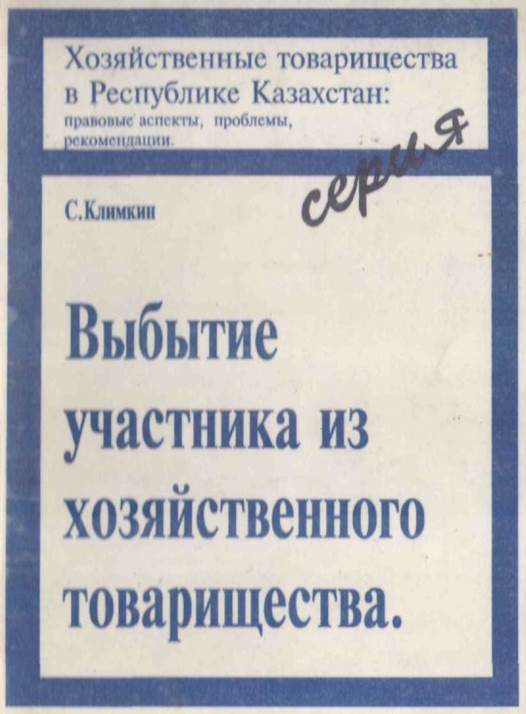 Хозяйственные товарищества
в Республике Казахстан:
правовые аспекты, проблемы,
рекомендации.
серия
С.Климкин
Выбытие
участника из
хозяйственного
товарищества.